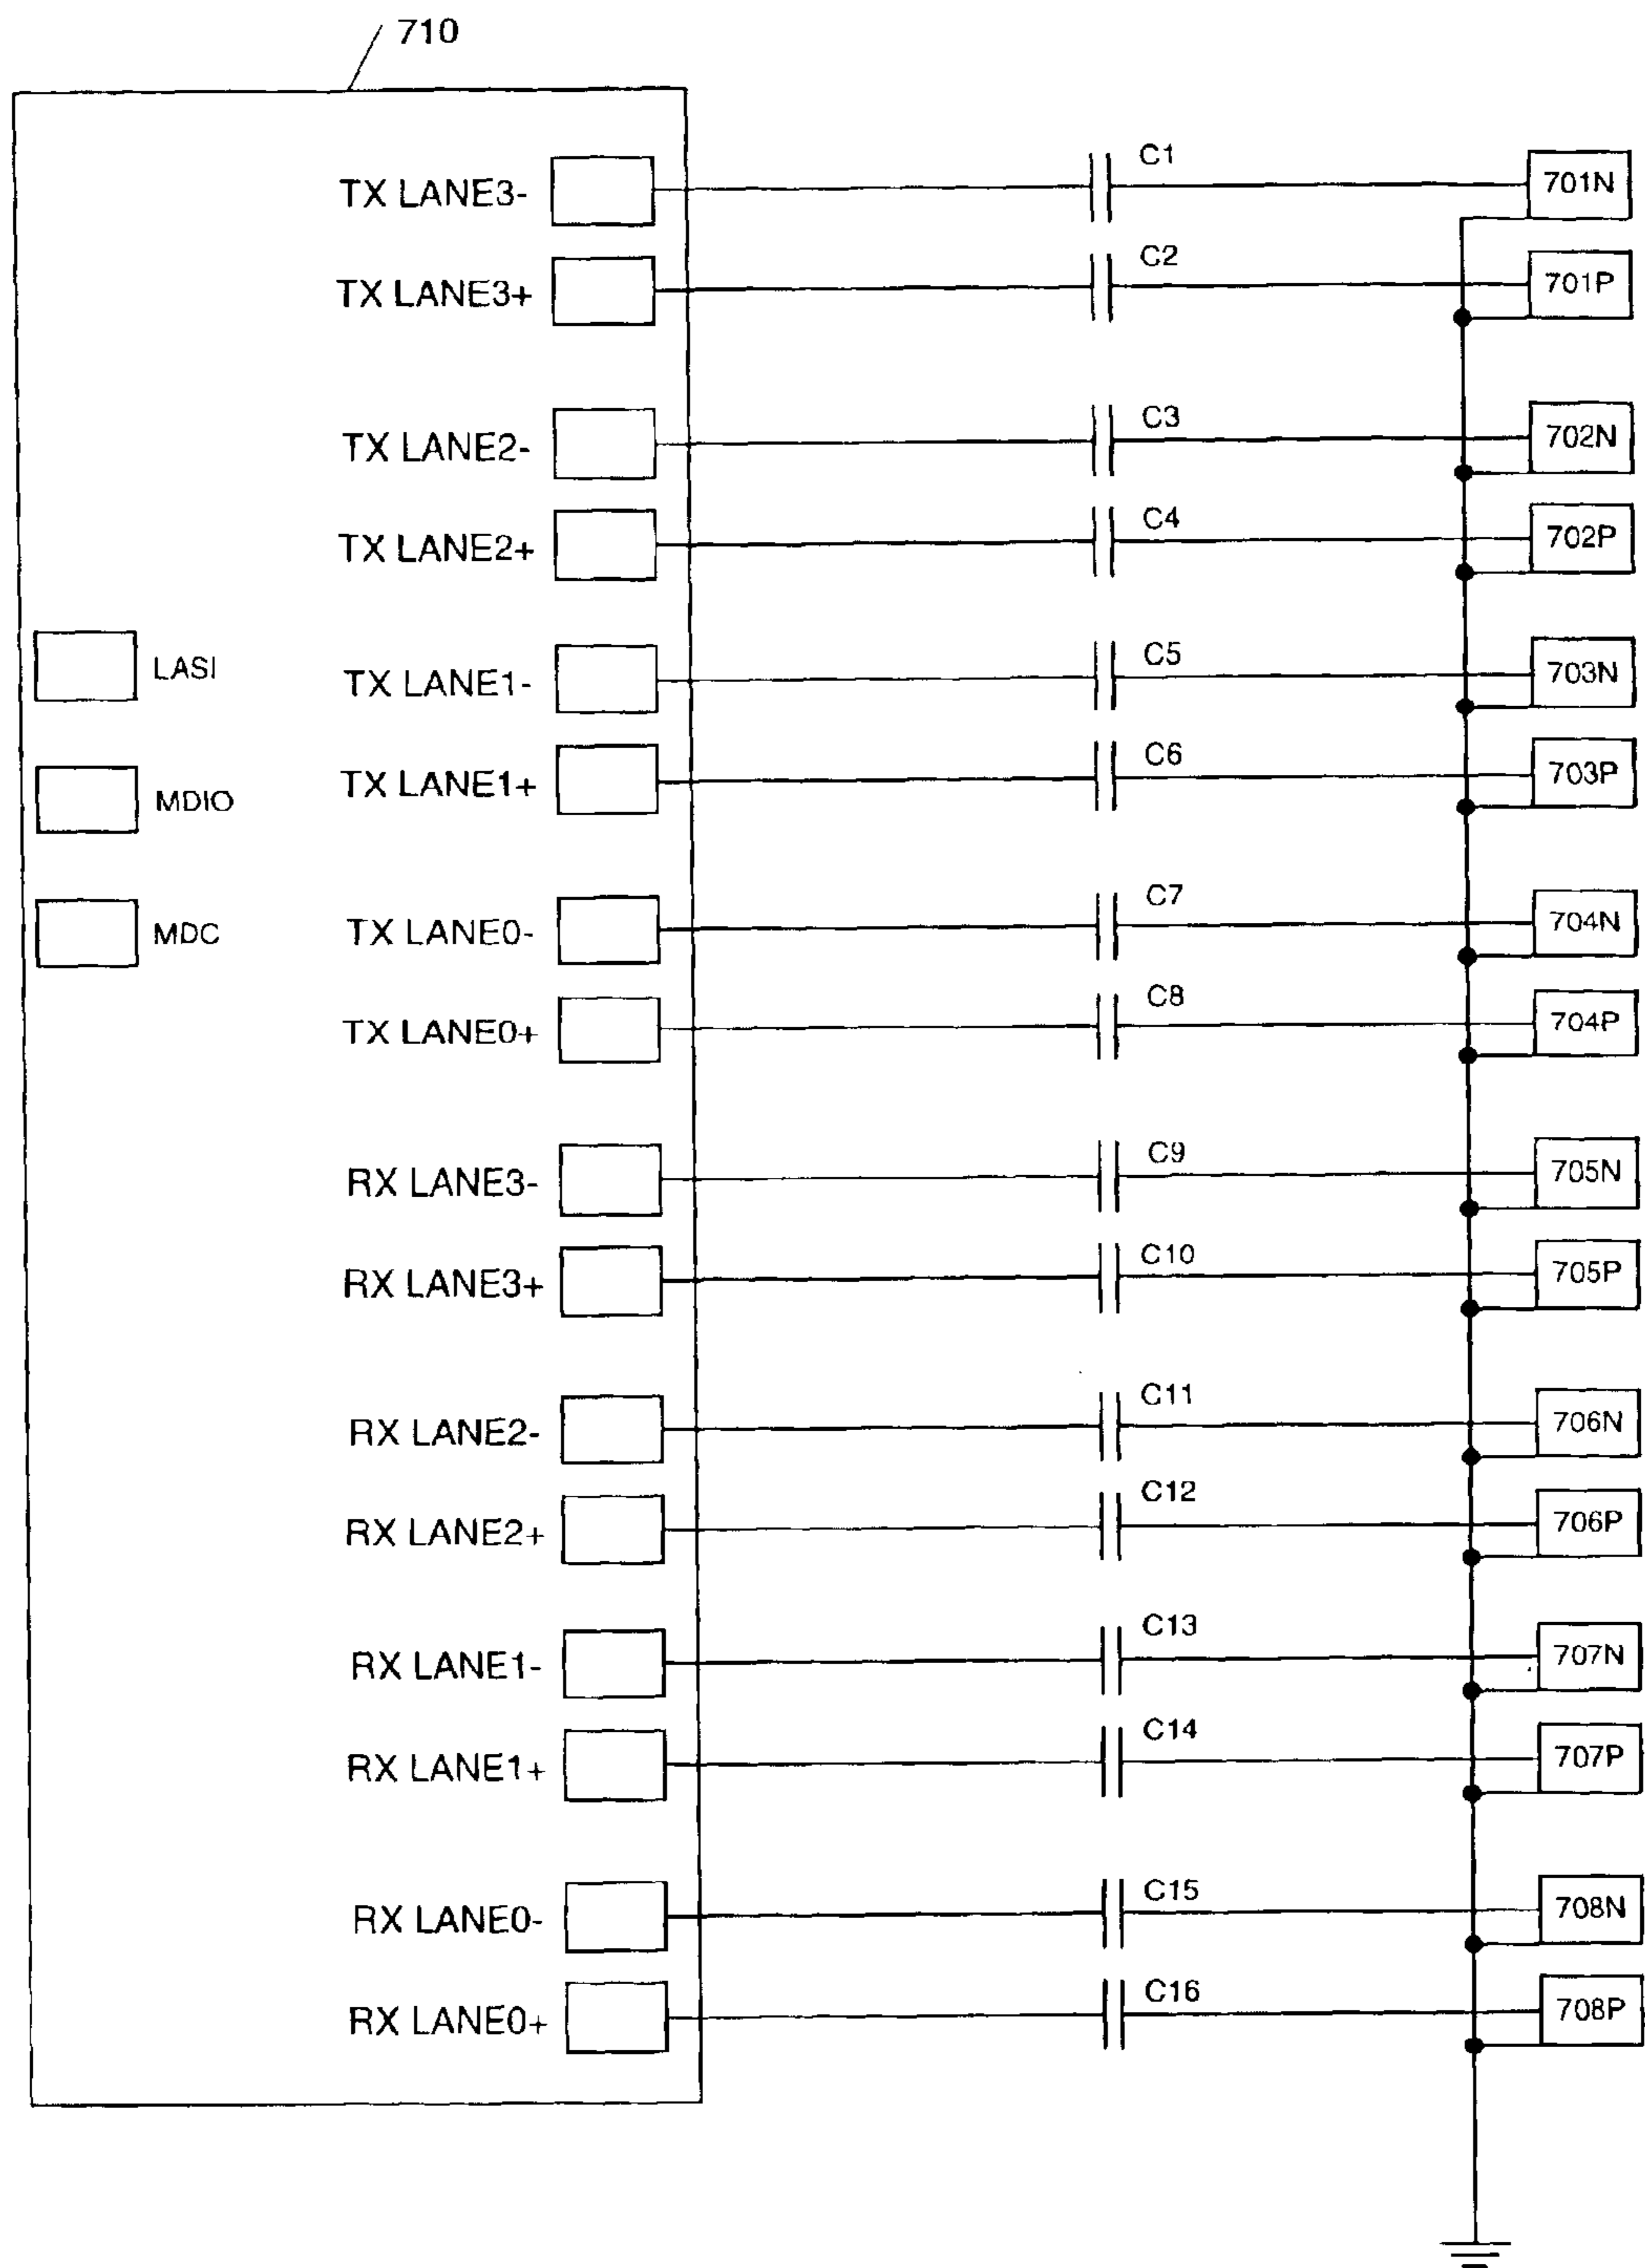 710
TX LANE3- C1 701N
TX LANE3+ C2 701P
TX LANE2- C3 702N
TX LANE2+ C4 702P
LASI TX LANE1- C5 703N
MDIO TX LANE1+ C6 703P
MDC TX LANE0- C7 704N
TX LANE0+ C8 704P
RX LANE3- C9 705N
RX LANE3+ C10 705P
RX LANE2- C11 706N
RX LANE2+ C12 706P
RX LANE1- C13 707N
RX LANE1+ C14 707P
RX LANE0- C15 708N
RX LANE0+ C16 708P